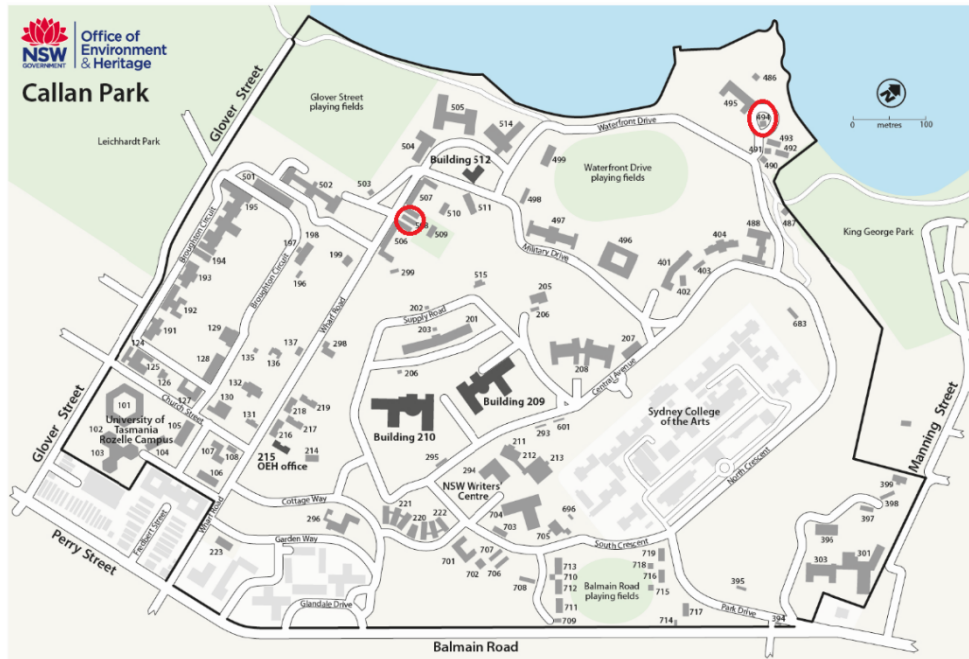 NSW
GOVERNMENT
Office of
Environment
& Heritage
Callan Park
Leichhardt Park
Glover Street
Glover Street
playing fields
505
514
504
Building 512
503
502
501
507
508
506
509
510
511
499
498
497
496
Waterfront Drive
Waterfront Drive
playing fields
486
495
494
493
492
491
490
0 metres 100
487
488
404
403
402
401
King George Park
Military Drive
195
194
193
192
191
Broughton Circuit
Broughton Circuit
197
198
196
199
Wharf Road
299
515
202
Supply Road
203
201
205
206
207
208
Central Avenue
683
124
125
126
127
128
129
135
136
137
298
132
130
131
Church Street
206
Building 209
Building 210
101
University of
Tasmania
Rozelle Campus
102
103
104
105
106
107
108
219
218
217
216
215
OEH office
214
295
294
293
601
211
212
213
NSW Writers'
Centre
Sydney College
of the Arts
North Crescent
Manning Street
Glover Street
Perry Street
Fredbert Street
Wharf Road
Cottage Way
Garden Way
Glandale Drive
223
296
221
220
222
704
703
705
696
South Crescent
707
702
701
706
708
713
710
712
711
709
719
718
716
715
717
714
Balmain Road
playing fields
Park Drive
395
394
399
398
397
396
303
301
Balmain Road